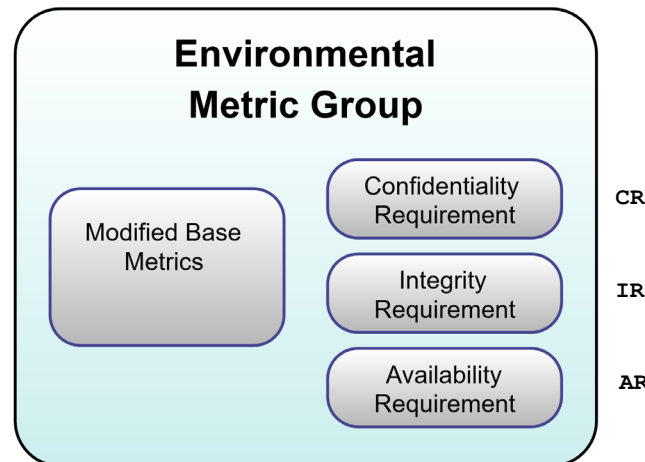 Environmental
Metric Group
Modified Base
Metrics
Confidentiality
Requirement
CR
Integrity
Requirement
IR
Availability
Requirement
AR